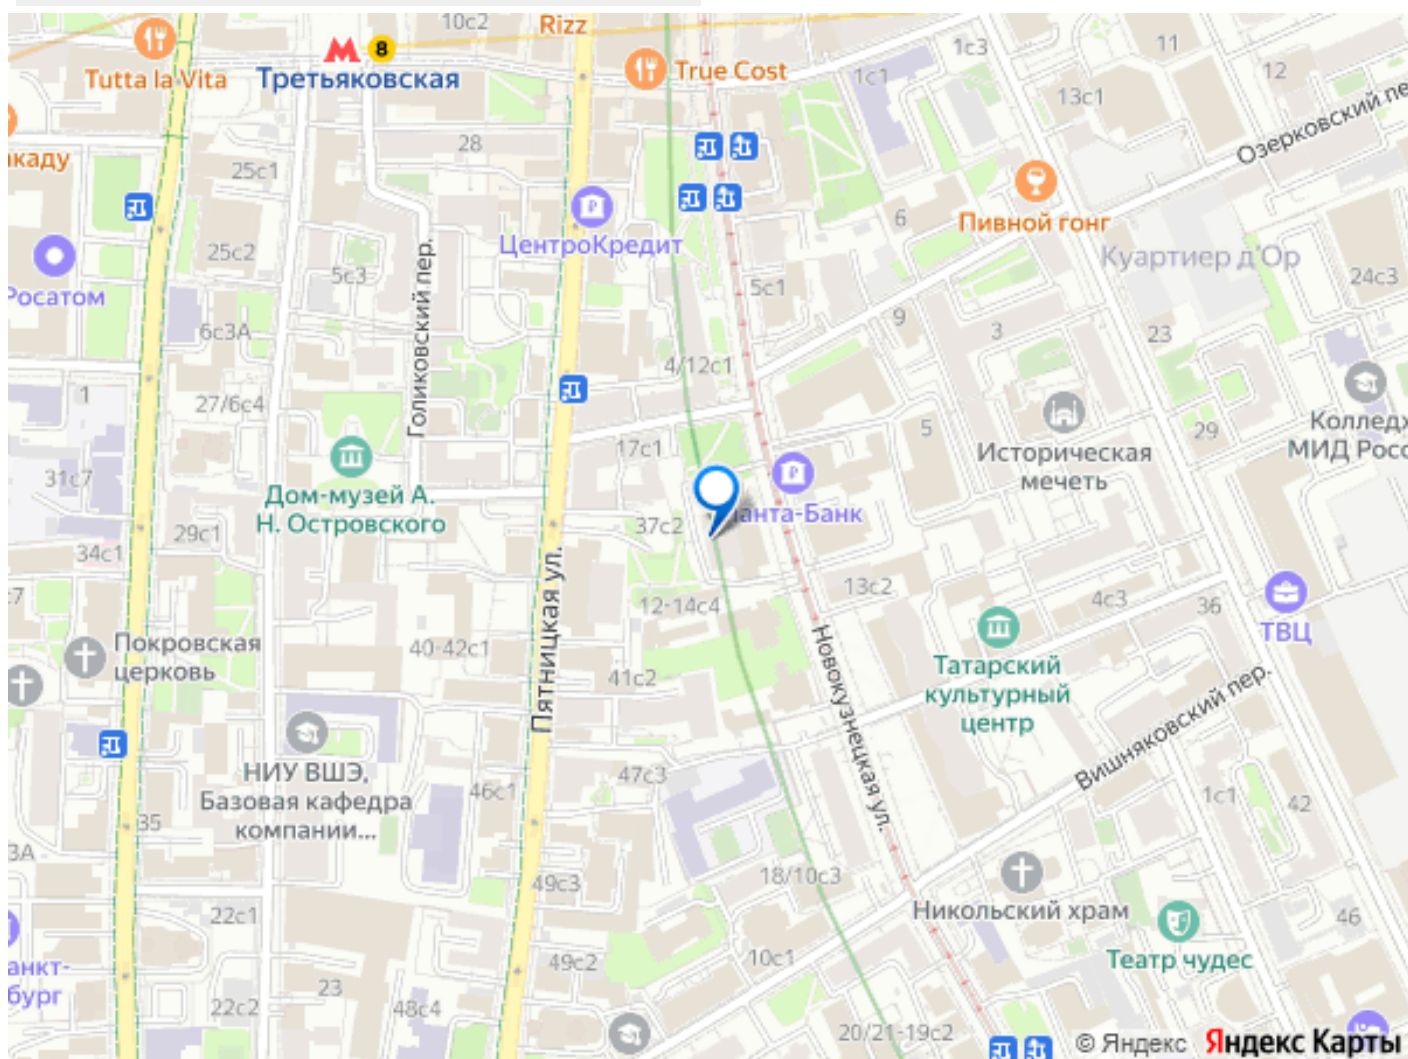 10с2
Rizz
8
Tutta la Vita
Третьяковская
True Cost
1с3
11
1с1
12
13с1
Озерковский пе
акаду
28
25с1
6
Пивной гонг
ЦентроКредит
25с2
5с3
Голиковский пер.
Куартиер д'Ор
24с3
Росатом
5с1
9
3
23
6с3А
4/12с1
1
27/6с4
17с1
5
29
Колледж
МИД Росс
Историческая
мечеть
31с7
Дом-музей А.
Н. Островского
37с2
ланта-Банк
29с1
34с1
Пятницкая ул.
13с2
4с3
36
12-14с4
7
ТВЦ
Покровская
церковь
40-42с1
41с2
Новокузнецкая ул.
Татарский
культурный
центр
Вишняковский пер.
НИУ ВШЭ,
Базовая кафедра
компании...
46с1
47с3
1с1
42
35
3А
49с3
18/10с3
Никольский храм
22с1
46
анкт-
бург
49с2
10с1
Театр чудес
23
22с2
48с4
20/21-19с2
© Яндекс
Яндекс Карты